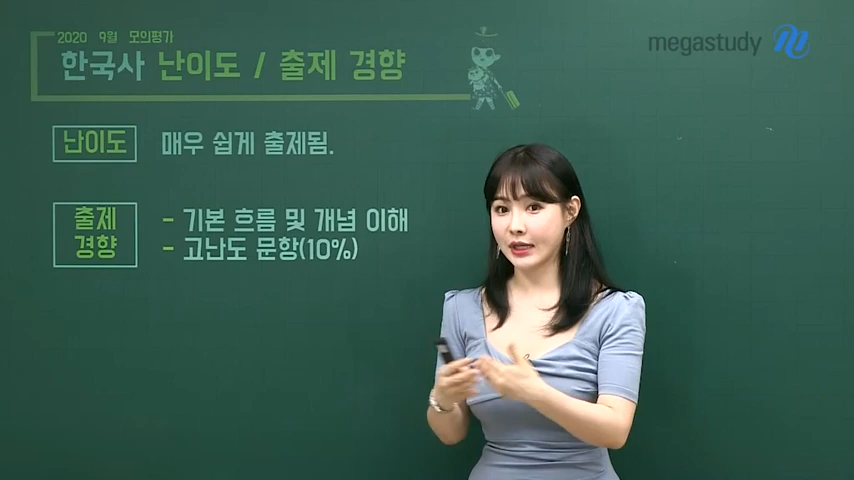 2020 9월 모의평가
한국사 난이도 / 출제 경향
megastudy
난이도
매우 쉽게 출제됨.
출제
경향
- 기본 흐름 및 개념 이해
- 고난도 문항(10%)